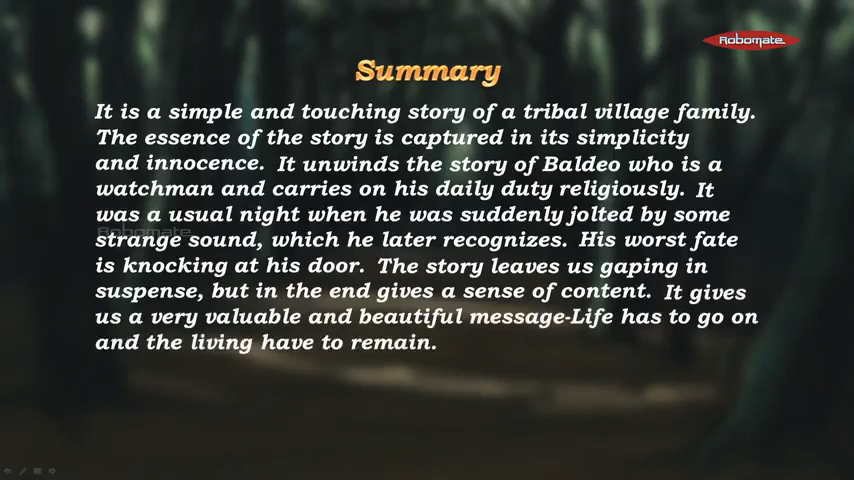 Robomate
Summary
It is a simple and touching story of a tribal village family.
The essence of the story is captured in its simplicity
and innocence. It unwinds the story of Baldeo who is a
watchman and carries on his daily duty religiously. It
was a usual night when he was suddenly jolted by some
Robomate
strange sound, which he later recognizes. His worst fate
is knocking at his door. The story leaves us gaping in
suspense, but in the end gives a sense of content. It gives
us a very valuable and beautiful message-Life has to go on
and the living have to remain.